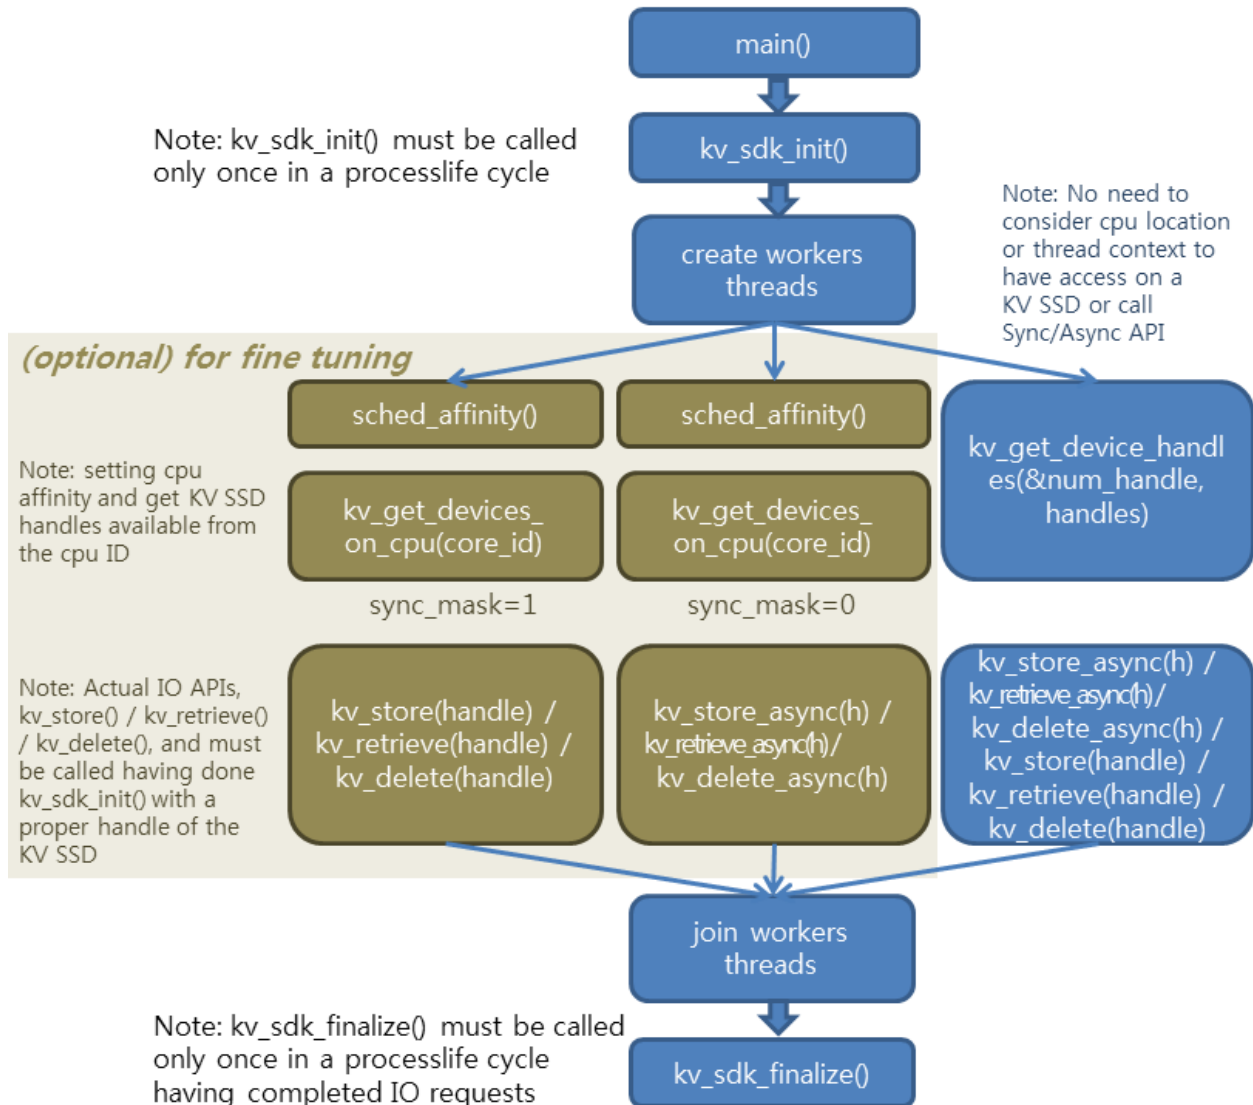 main()
Note: kv_sdk_init() must be called
only once in a processlife cycle
kv_sdk_init()
create workers
threads
Note: No need to
consider cpu location
or thread context to
have access on a
KV SSD or call
Sync/Async API
(optional) for fine tuning
sched_affinity()
sched_affinity()
kv_get_device_handl
es(&num_handle,
handles)
Note: setting cpu
affinity and get KV SSD
handles available from
the cpu ID
kv_get_devices_
on_cpu(core_id)
kv_get_devices_
on_cpu(core_id)
sync_mask=1
sync_mask=0
Note: Actual IO APIs,
kv_store() / kv_retrieve()
/ kv_delete(), and must
be called having done
kv_sdk_init() with a
proper handle of the
KV SSD
kv_store(handle) /
kv_retrieve(handle) /
kv_delete(handle)
kv_store_async(h) /
kv_retrieve_async(h)/
kv_delete_async(h)
kv_store_async(h) /
kv_retrieve_async(h)/
kv_delete_async(h) /
kv_store(handle) /
kv_retrieve(handle) /
kv_delete(handle)
join workers
threads
Note: kv_sdk_finalize() must be called
only once in a processlife cycle
having completed IO requests
kv_sdk_finalize()